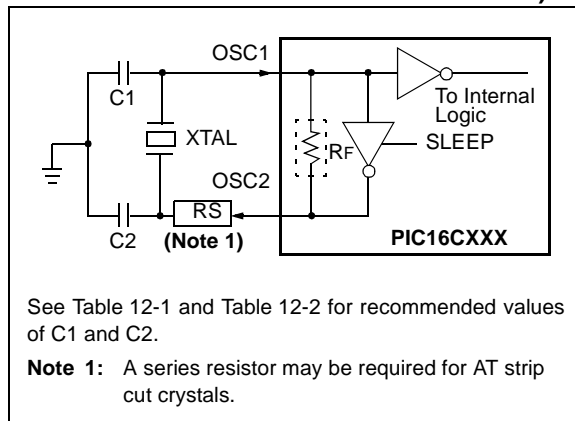 OSC1
C1
To Internal
Logic
XTAL
RF
SLEEP
OSC2
RS
C2
(Note 1)
PIC16CXXX
See Table 12-1 and Table 12-2 for recommended values
of C1 and C2.
Note 1: A series resistor may be required for AT strip
cut crystals.